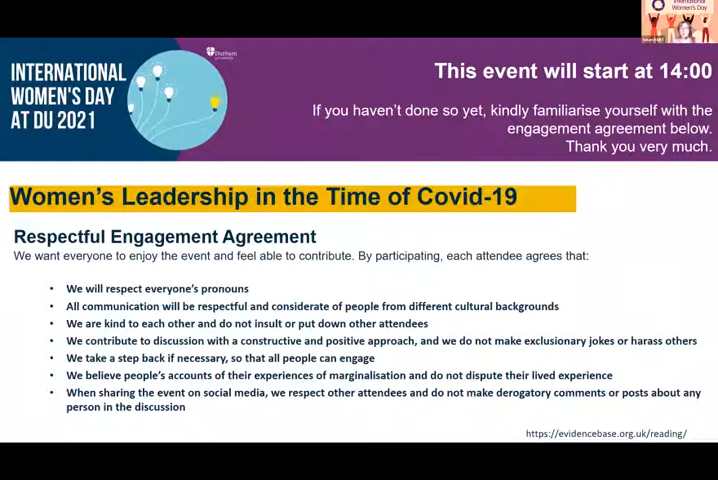 International
Women's Day
Durham
University
INTERNATIONAL
WOMEN'S DAY
AT DU 2021
This event will start at 14:00
If you haven't done so yet, kindly familiarise yourself with the
engagement agreement below.
Thank you very much.
Women's Leadership in the Time of Covid-19
Respectful Engagement Agreement
We want everyone to enjoy the event and feel able to contribute. By participating, each attendee agrees that:
• We will respect everyone's pronouns
• All communication will be respectful and considerate of people from different cultural backgrounds
• We are kind to each other and do not insult or put down other attendees
• We contribute to discussion with a constructive and positive approach, and we do not make exclusionary jokes or harass others
• We take a step back if necessary, so that all people can engage
• We believe people's accounts of their experiences of marginalisation and do not dispute their lived experience
• When sharing the event on social media, we respect other attendees and do not make derogatory comments or posts about any
person in the discussion
https://evidencebase.org.uk/reading/